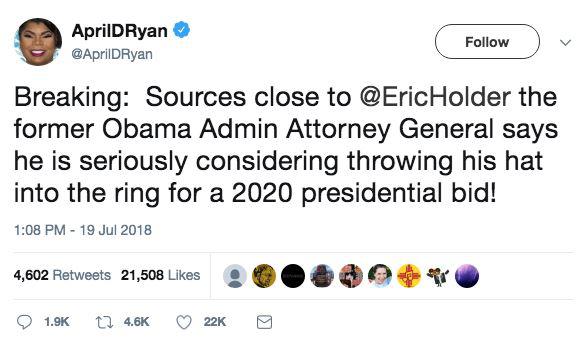 AprilDRyan
@AprilDRyan
Follow
Breaking:  Sources close to @EricHolder the
former Obama Admin Attorney General says
he is seriously considering throwing his hat
into the ring for a 2020 presidential bid!
1:08 PM - 19 Jul 2018
4,602 Retweets  21,508 Likes
1.9K  4.6K  22K